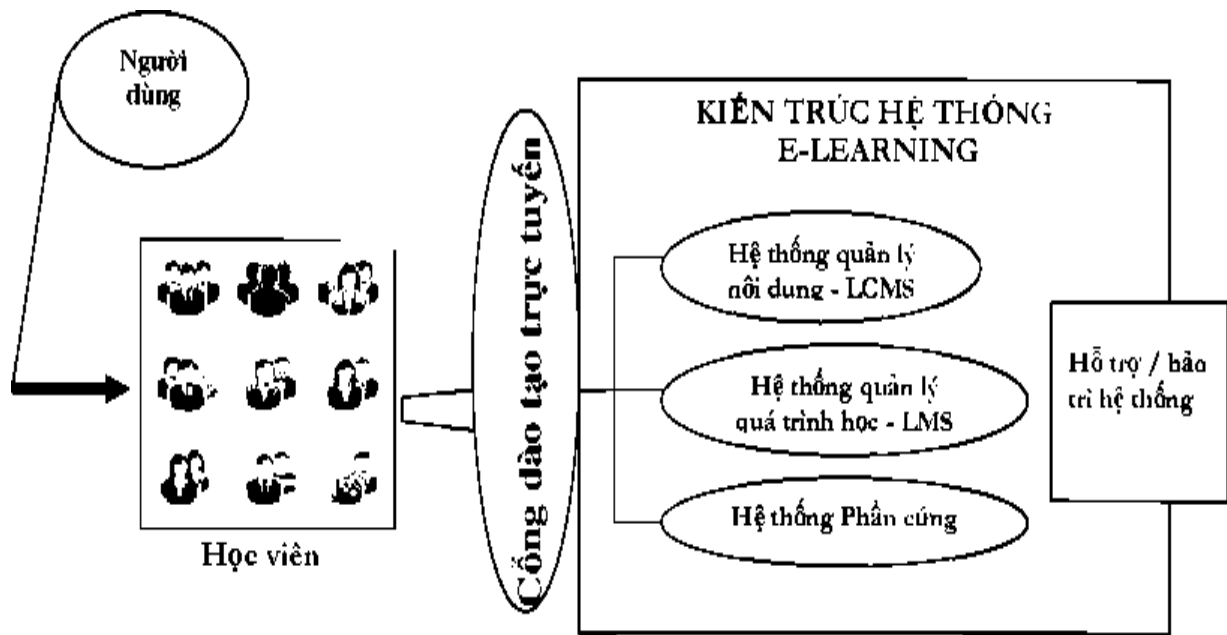 Người
dùng
Học viên
Cổng đào tạo trực tuyến
KIẾN TRÚC HỆ THỐNG
E-LEARNING
Hệ thống quản lý
nội dung - LCMS
Hệ thống quản lý
quá trình học - LMS
Hệ thống Phần cứng
Hỗ trợ / bảo
trì hệ thống